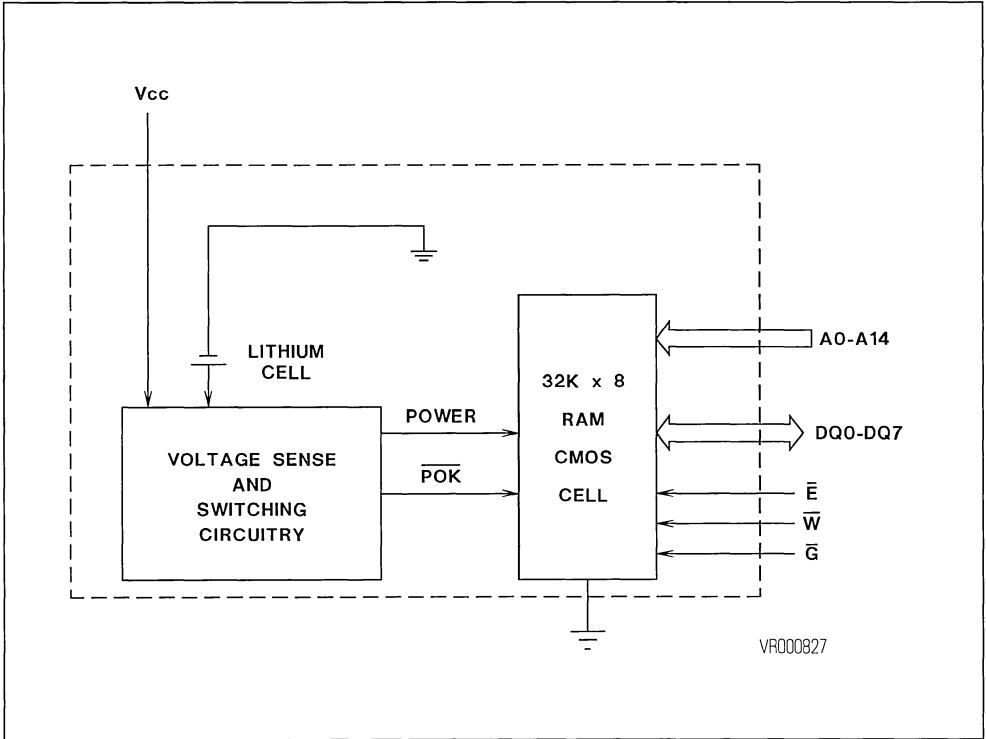 Vcc
LITHIUM
CELL
VOLTAGE SENSE
AND
SWITCHING
CIRCUITRY
POWER
P̅O̅K̅
32K x 8
RAM
CMOS
CELL
A0-A14
DQ0-DQ7
E̅
W̅
G̅
VR000827